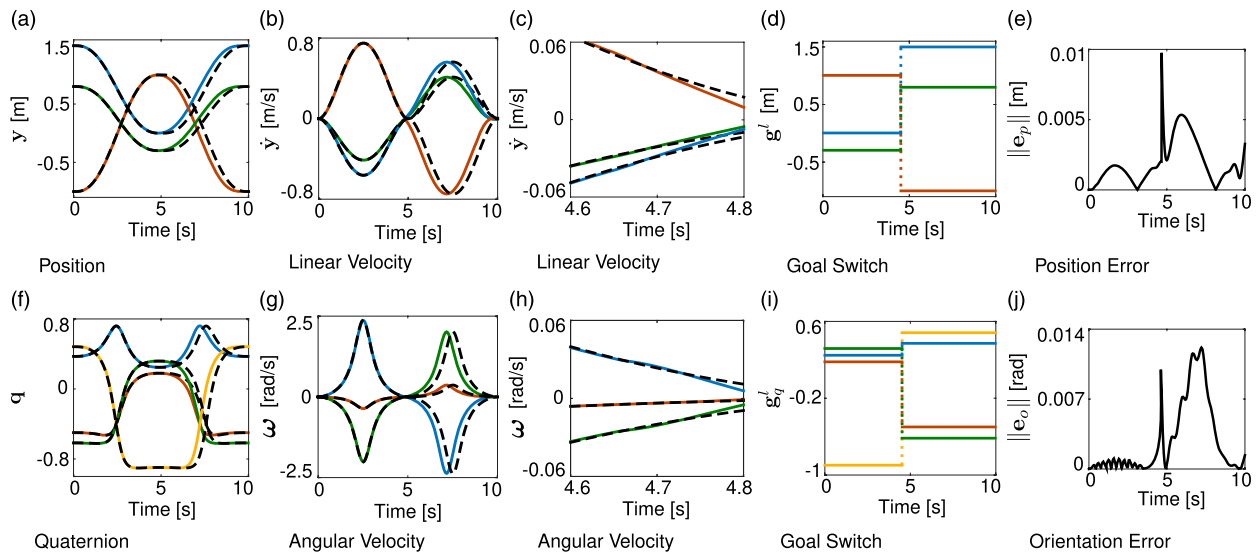 (a)
1.5
0.5
-0.5
y [m]
0
5
10
Time [s]
Position
(b)
0.8
0
-0.8
ẏ [m/s]
0
5
10
Time [s]
Linear Velocity
(c)
0.06
0
-0.06
ẏ [m/s]
4.6
4.7
4.8
Time [s]
Linear Velocity
(d)
1.5
0.5
-0.5
g^l [m]
0
5
10
Time [s]
Goal Switch
(e)
0.01
0.005
0
||e_p|| [m]
0
5
10
Time [s]
Position Error
(f)
0.8
0
-0.8
q
0
5
10
Time [s]
Quaternion
(g)
2.5
0
-2.5
ω [rad/s]
0
5
10
Time [s]
Angular Velocity
(h)
0.06
0
-0.06
ω [rad/s]
4.6
4.7
4.8
Time [s]
Angular Velocity
(i)
0.6
-0.2
-1
g_q^l
0
5
10
Time [s]
Goal Switch
(j)
0.014
0.007
0
||e_o|| [rad]
0
5
10
Time [s]
Orientation Error